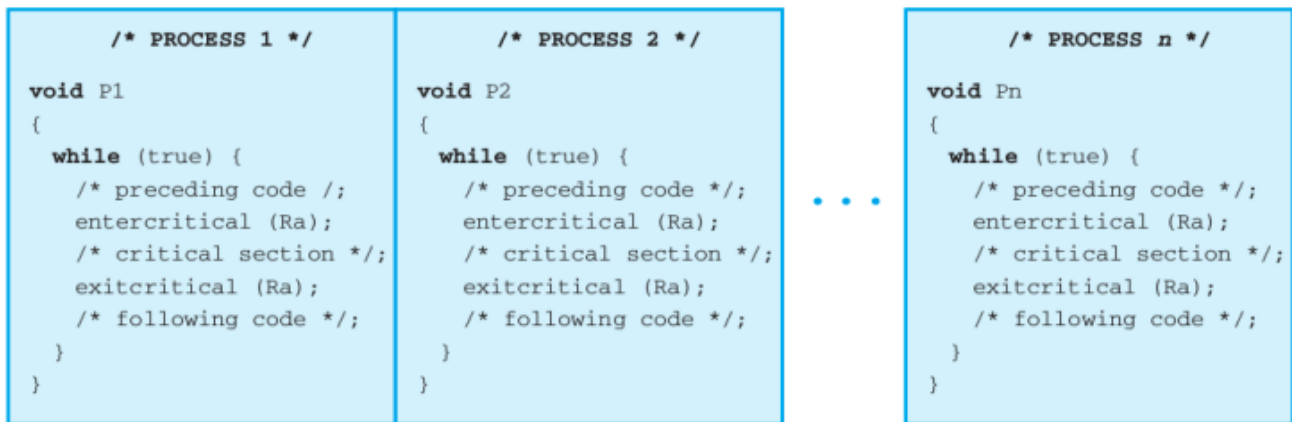 /* PROCESS 1 */
void P1
{
while (true) {
/* preceding code /;
entercritical (Ra);
/* critical section */;
exitcritical (Ra);
/* following code */;
}
}
/* PROCESS 2 */
void P2
{
while (true) {
/* preceding code */;
entercritical (Ra);
/* critical section */;
exitcritical (Ra);
/* following code */;
}
}
• • •
/* PROCESS n */
void Pn
{
while (true) {
/* preceding code */;
entercritical (Ra);
/* critical section */;
exitcritical (Ra);
/* following code */;
}
}